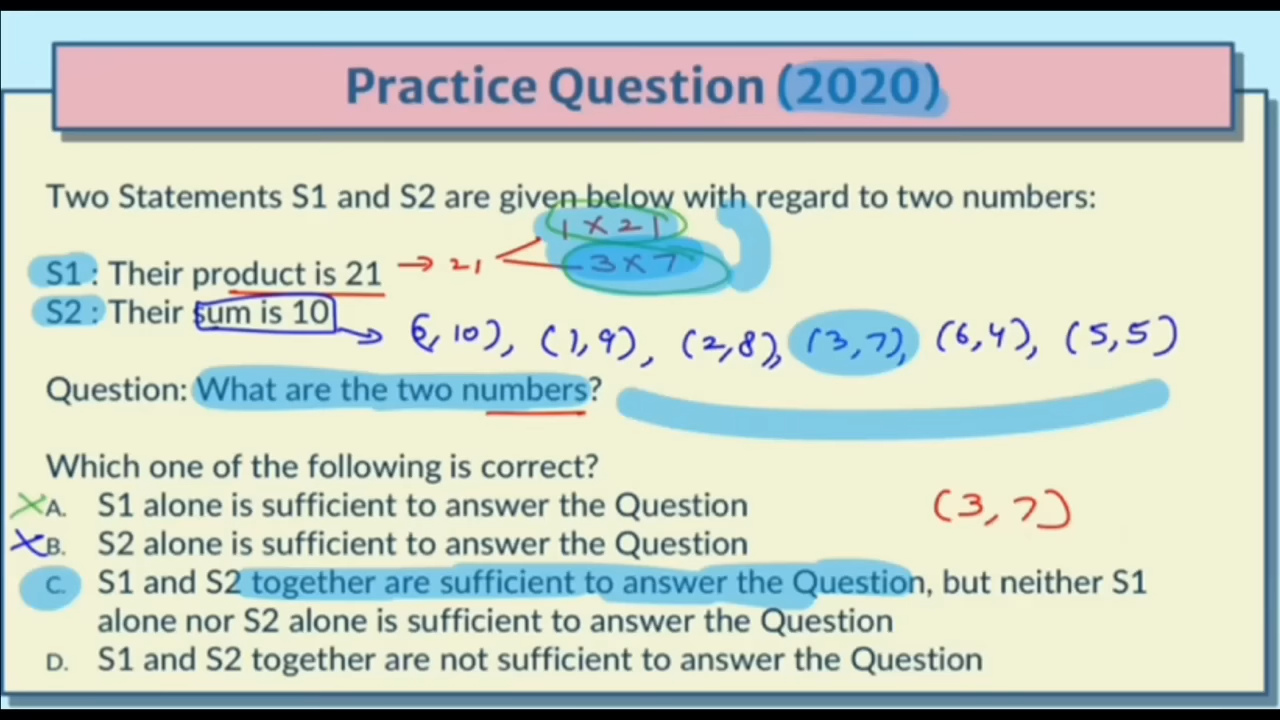 Practice Question (2020)
Two Statements S1 and S2 are given below with regard to two numbers:
1 x 21
S1 : Their product is 21 → 21
3 x 7
S2 : Their sum is 10
(0, 10), (1, 9), (2, 8), (3, 7), (6, 4), (5, 5)
Question: What are the two numbers?
Which one of the following is correct?
A. S1 alone is sufficient to answer the Question
(3, 7)
B. S2 alone is sufficient to answer the Question
C. S1 and S2 together are sufficient to answer the Question, but neither S1
alone nor S2 alone is sufficient to answer the Question
D. S1 and S2 together are not sufficient to answer the Question